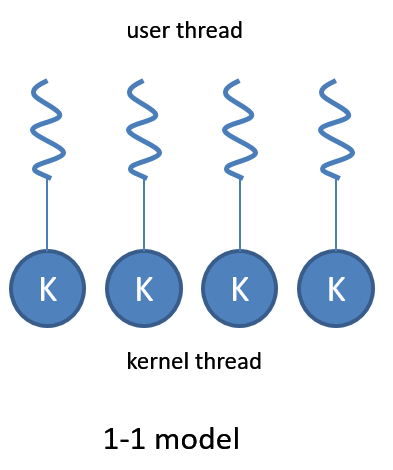 user thread
K K K K
kernel thread
1-1 model